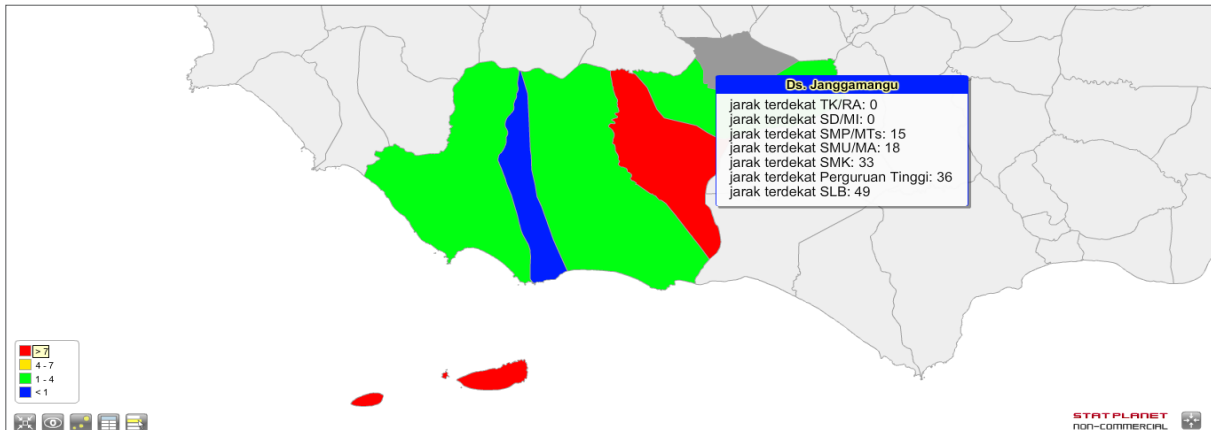 Ds. Janggamangu
jarak terdekat TK/RA: 0
jarak terdekat SD/MI: 0
jarak terdekat SMP/MTs: 15
jarak terdekat SMU/MA: 18
jarak terdekat SMK: 33
jarak terdekat Perguruan Tinggi: 36
jarak terdekat SLB: 49
> 7
4 - 7
1 - 4
< 1
STATPLANET
NON-COMMERCIAL